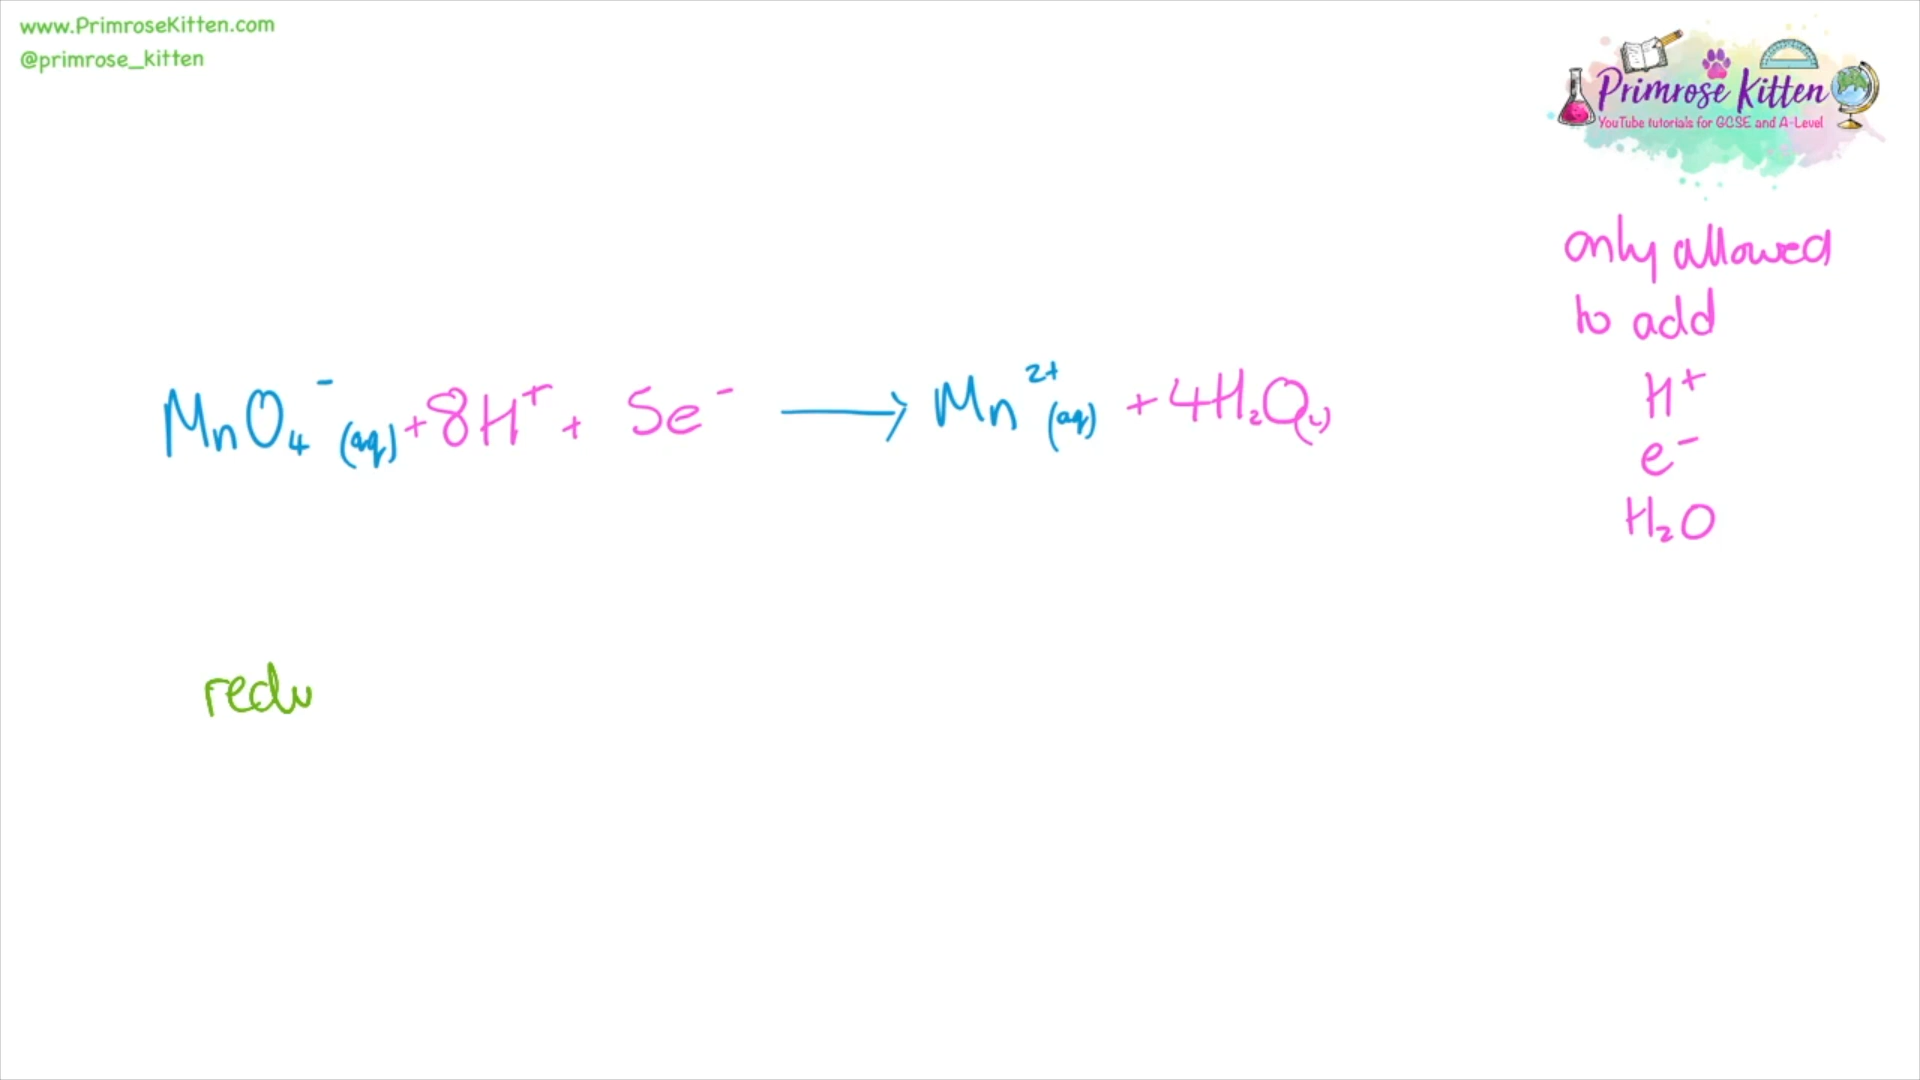 www.PrimroseKitten.com
@primrose_kitten
Primrose Kitten
YouTube tutorials for GCSE and A-Level
only allowed
to add
H⁺
e⁻
H₂O
MnO₄⁻(aq) + 8H⁺ + 5e⁻ ⟶ Mn²⁺(aq) + 4H₂O(l)
redu